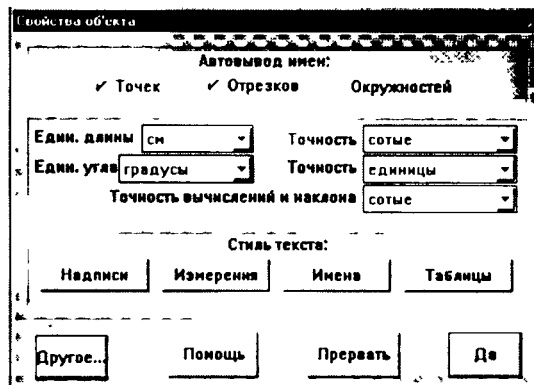 Свойства об'екта
Автовывод имен:
✓ Точек ✓ Отрезков Окружностей
Един. длины см Точность сотые
Един. угла градусы Точность единицы
Точность вычислений и наклона сотые
Стиль текста:
Надписи Измерения Имена Таблицы
Другое... Помощь Прервать Да